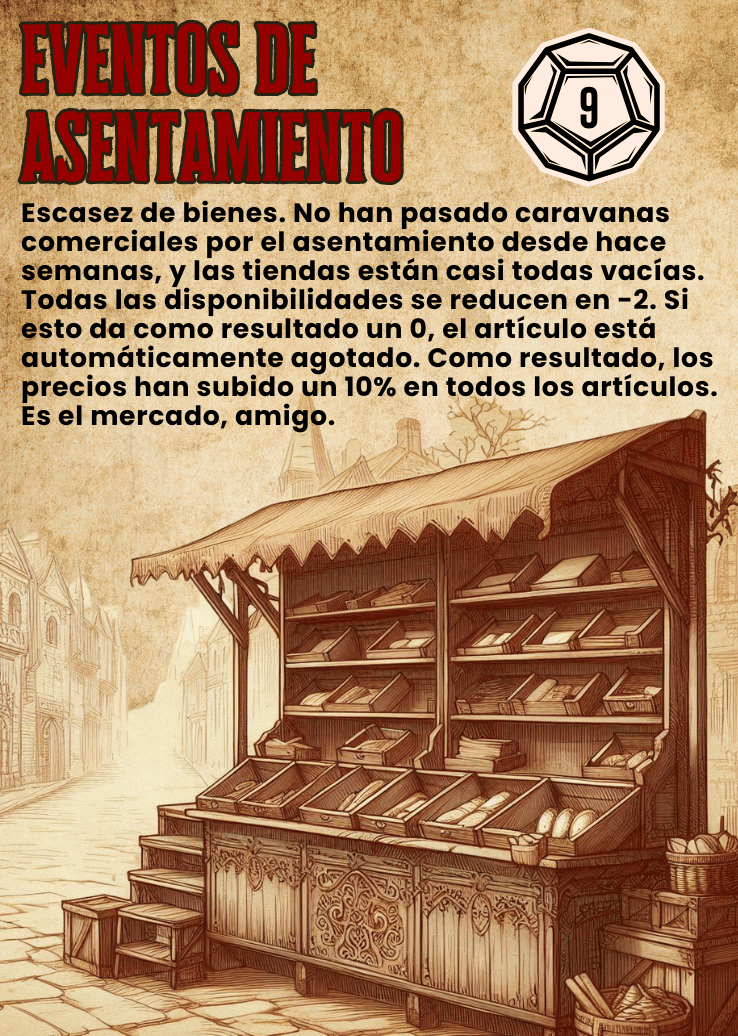 EVENTOS DE
ASENTAMIENTO
9
Escasez de bienes. No han pasado caravanas
comerciales por el asentamiento desde hace
semanas, y las tiendas están casi todas vacías.
Todas las disponibilidades se reducen en -2. Si
esto da como resultado un 0, el artículo está
automáticamente agotado. Como resultado, los
precios han subido un 10% en todos los artículos.
Es el mercado, amigo.